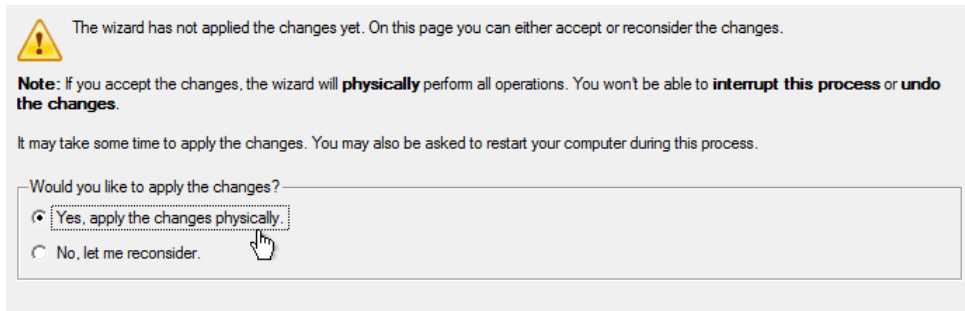 The wizard has not applied the changes yet. On this page you can either accept or reconsider the changes.
Note: If you accept the changes, the wizard will physically perform all operations. You won't be able to interrupt this process or undo
the changes.
It may take some time to apply the changes. You may also be asked to restart your computer during this process.
Would you like to apply the changes?
Yes, apply the changes physically.
No, let me reconsider.